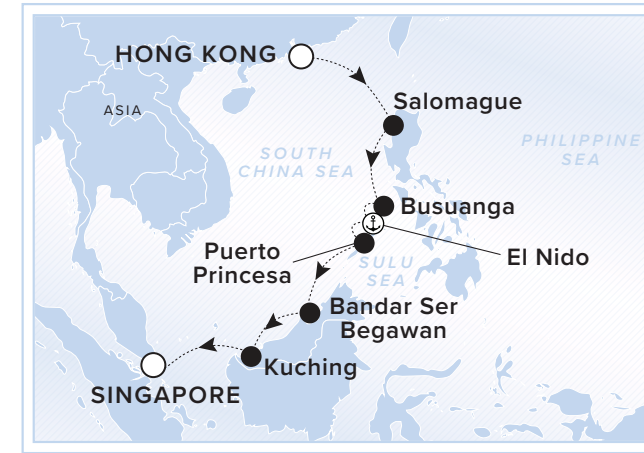 HONG KONG
ASIA
Salomague
PHILIPPINE
SEA
SOUTH
CHINA SEA
Busuanga
Puerto
Princesa
El Nido
SULU
SEA
Bandar Ser
Begawan
Kuching
SINGAPORE